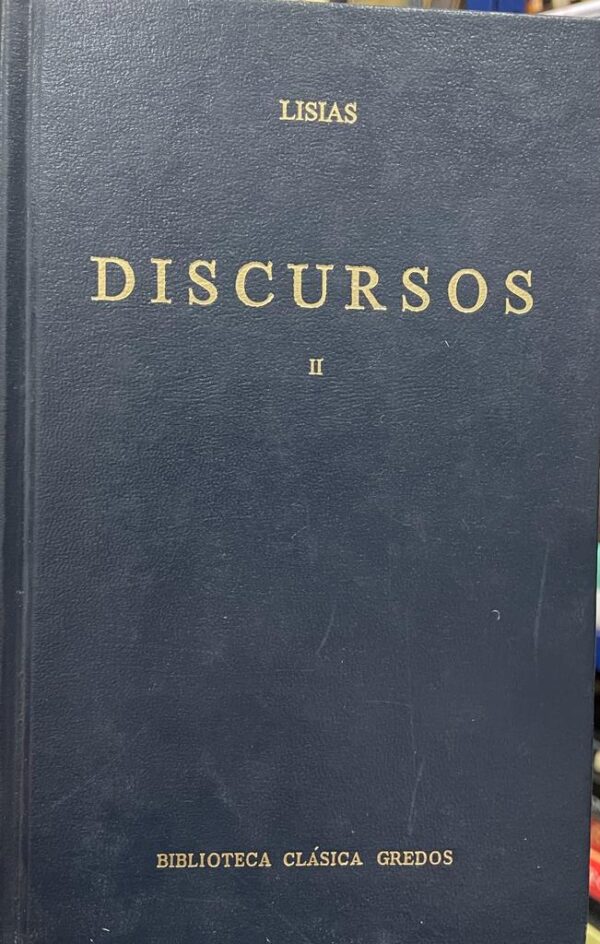 LISIAS
DISCURSOS
II
BIBLIOTECA CLÁSICA GREDOS